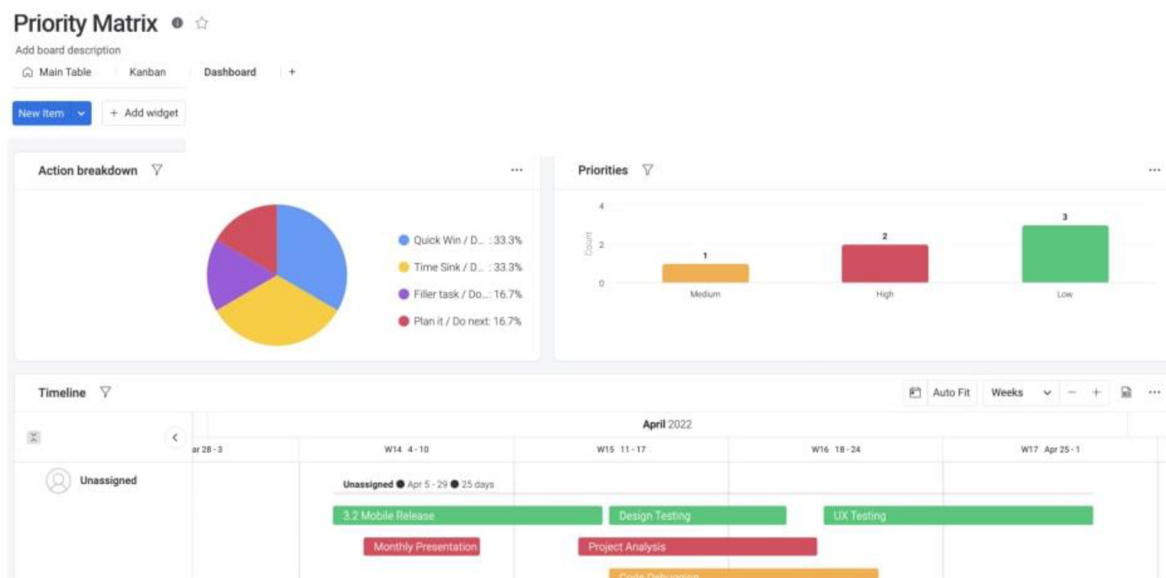 Priority Matrix
Add board description
Main Table Kanban Dashboard +
New Item + Add widget
Action breakdown
Quick Win / D... : 33.3%
Time Sink / D... : 33.3%
Filler task / Do...: 16.7%
Plan it / Do next: 16.7%
Priorities
Count
4
2
0
1
2
3
Medium High Low
Timeline
Auto Fit Weeks − +
April 2022
ar 28 - 3 W14 4-10 W15 11-17 W16 18-24 W17 Apr 25-1
Unassigned
Unassigned ● Apr 5 - 29 ● 25 days
3.2 Mobile Release Design Testing UX Testing
Monthly Presentation Project Analysis
Code Debugging